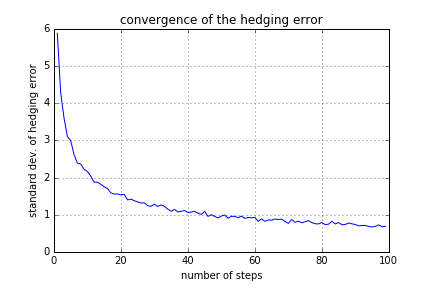 convergence of the hedging error
6
5
4
3
2
1
0
standard dev. of hedging error
0 20 40 60 80 100
number of steps